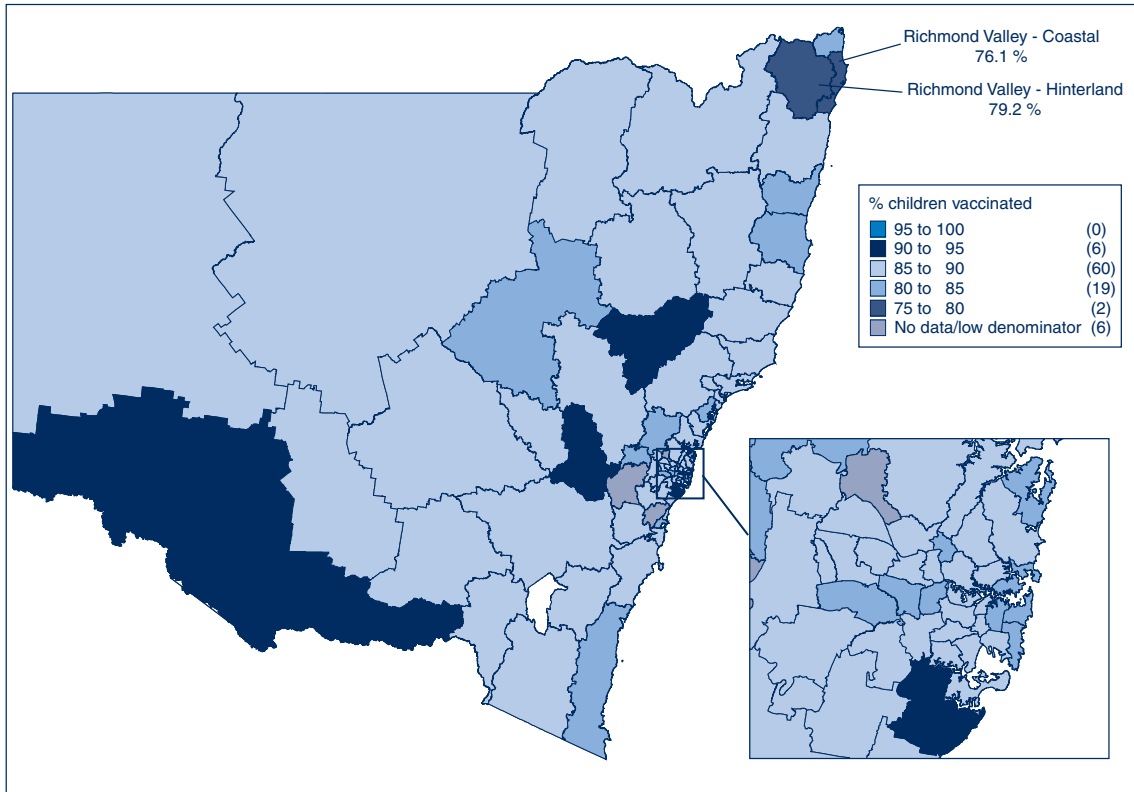 Richmond Valley - Coastal
76.1 %
Richmond Valley - Hinterland
79.2 %
% children vaccinated
95 to 100 (0)
90 to 95 (6)
85 to 90 (60)
80 to 85 (19)
75 to 80 (2)
No data/low denominator (6)